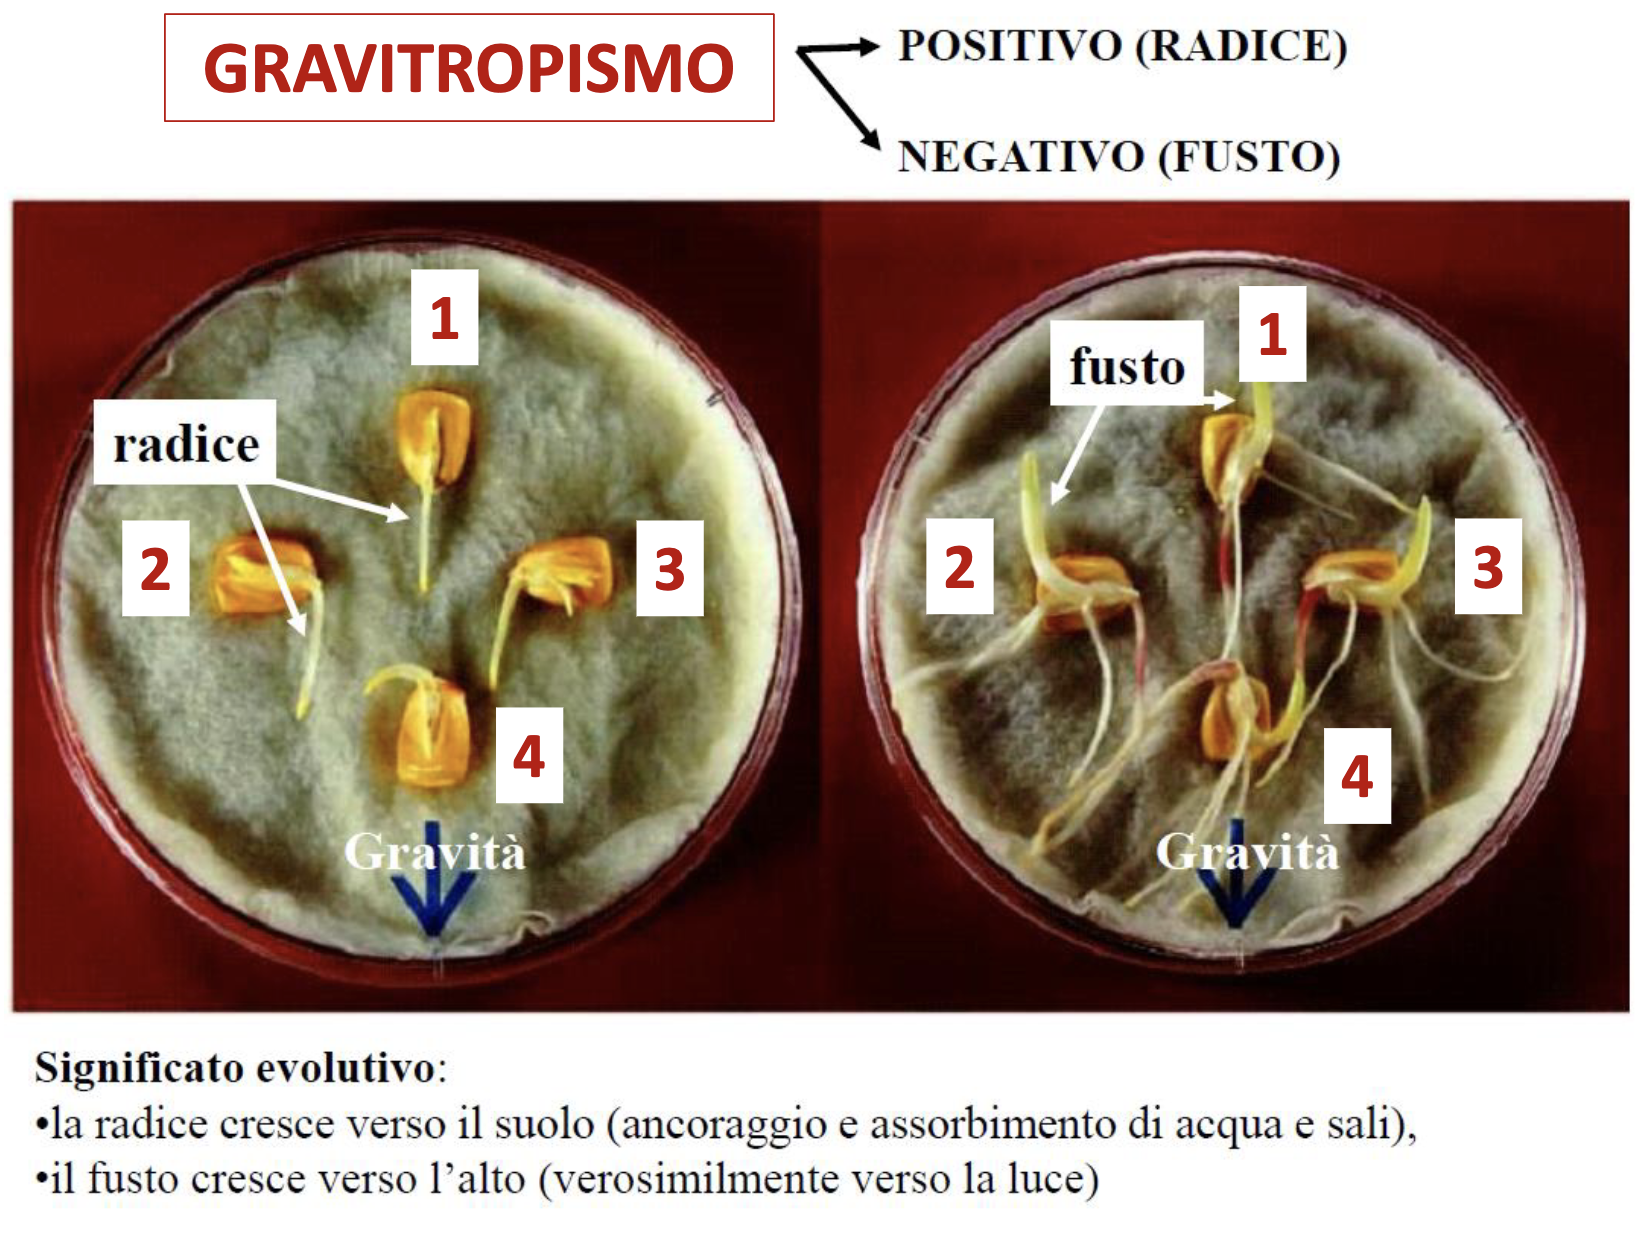 GRAVITROPISMO
POSITIVO (RADICE)
NEGATIVO (FUSTO)
1
radice
2
3
4
Gravità
1
fusto
2
3
4
Gravità
Significato evolutivo:
•la radice cresce verso il suolo (ancoraggio e assorbimento di acqua e sali),
•il fusto cresce verso l’alto (verosimilmente verso la luce)